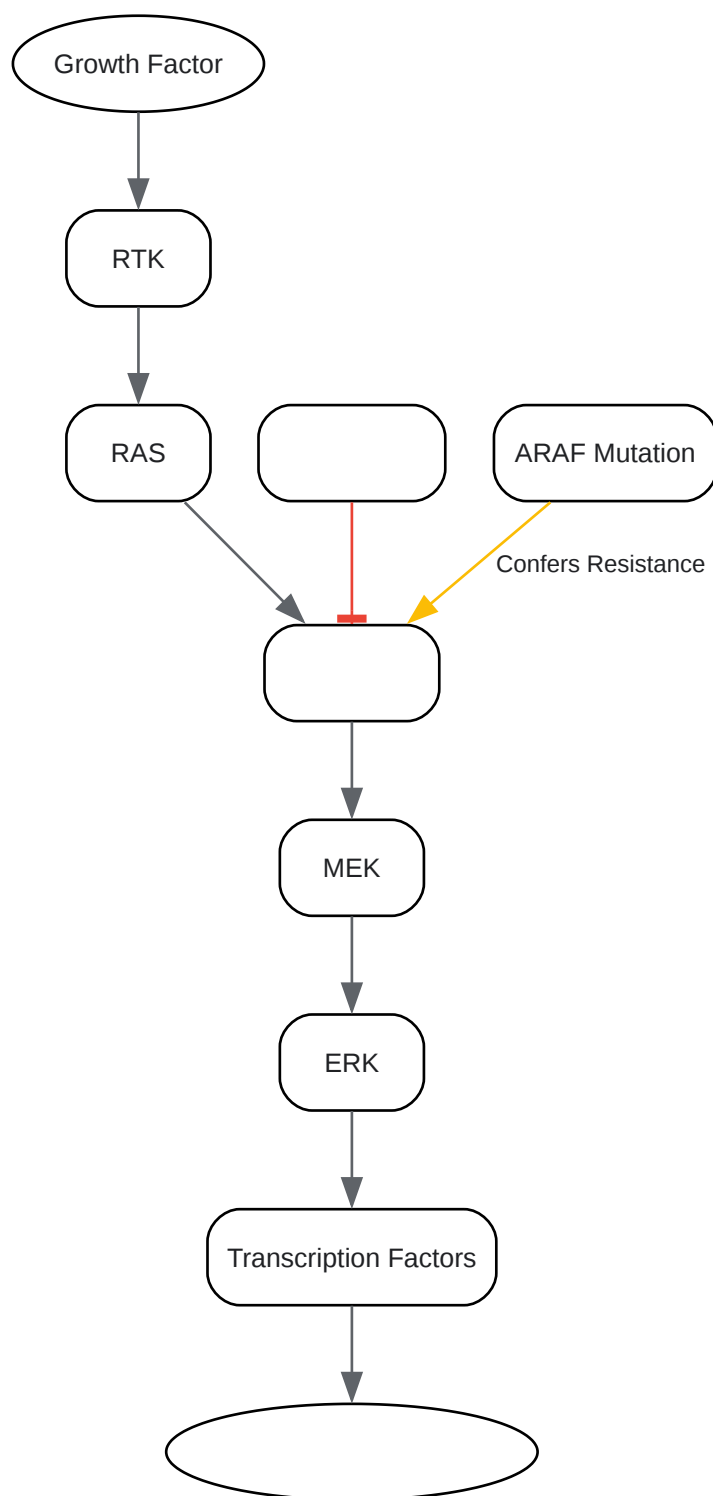 Growth Factor
RTK
RAS
ARAF Mutation
Confers Resistance
MEK
ERK
Transcription Factors